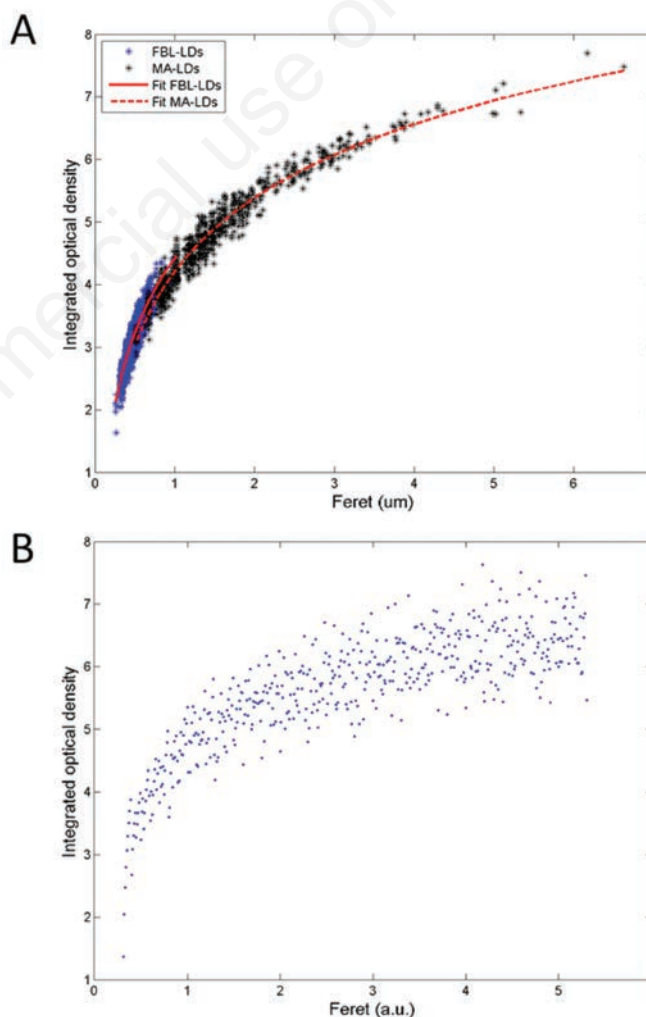 mercial use o
A
FBL-LDs
MA-LDs
Fit FBL-LDs
Fit MA-LDs
8
7
6
5
4
3
2
1
Integrated optical density
0 1 2 3 4 5 6
Feret (um)
B
8
7
6
5
4
3
2
1
Integrated optical density
0 1 2 3 4 5
Feret (a.u.)